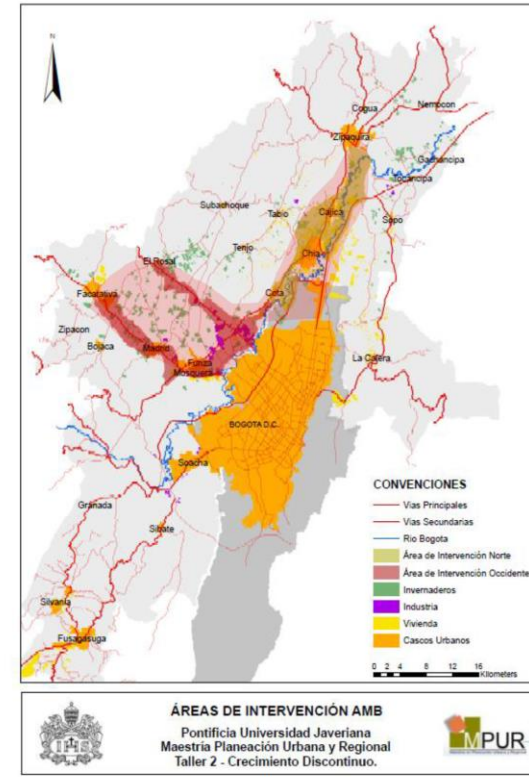 N
Cogua
Nemocon
Zipaquira
Gachancipa
Tocancipa
Subachoque
Tabio
Cajica
Sopo
Tenjo
Chia
El Rosal
Cota
Facatativa
Zipacon
Bojaca
Madrid
Funza
Mosquera
La Calera
BOGOTA D.C.
Soacha
Granada
Sibate
Silvania
Fusagasuga
CONVENCIONES
Vias Principales
Vias Secundarias
Rio Bogota
Área de Intervención Norte
Área de Intervención Occidente
Invernaderos
Industria
Vivienda
Cascos Urbanos
0 2 4 8 12 16
Kilometers
ÁREAS DE INTERVENCIÓN AMB
Pontificia Universidad Javeriana
Maestría Planeación Urbana y Regional
Taller 2 - Crecimiento Discontinuo.
IHS
MPUR